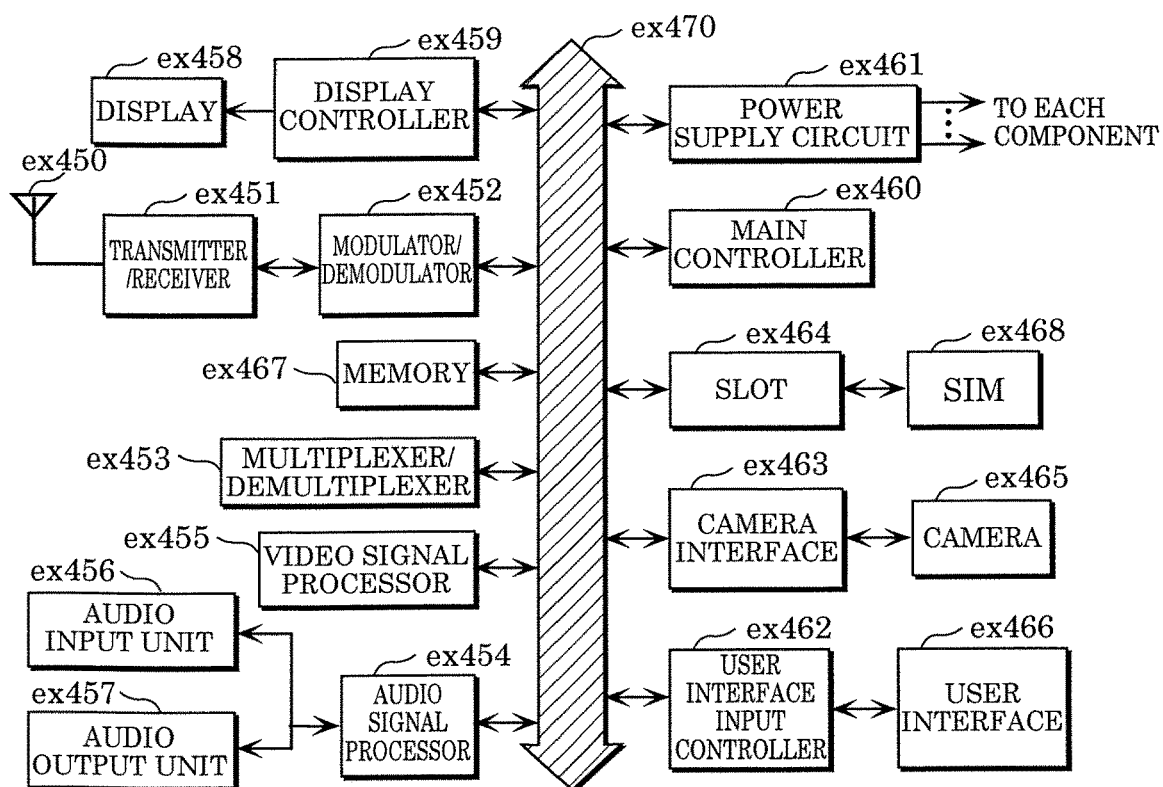 ex470
ex459
ex458
DISPLAY
DISPLAY
CONTROLLER
ex461
POWER
SUPPLY CIRCUIT
TO EACH
COMPONENT
ex450
ex451
TRANSMITTER
/RECEIVER
ex452
MODULATOR/
DEMODULATOR
ex460
MAIN
CONTROLLER
ex467
MEMORY
ex464
SLOT
ex468
SIM
ex453
MULTIPLEXER/
DEMULTIPLEXER
ex463
CAMERA
INTERFACE
ex465
CAMERA
ex455
VIDEO SIGNAL
PROCESSOR
ex456
AUDIO
INPUT UNIT
ex457
AUDIO
OUTPUT UNIT
ex454
AUDIO
SIGNAL
PROCESSOR
ex462
USER
INTERFACE
INPUT
CONTROLLER
ex466
USER
INTERFACE